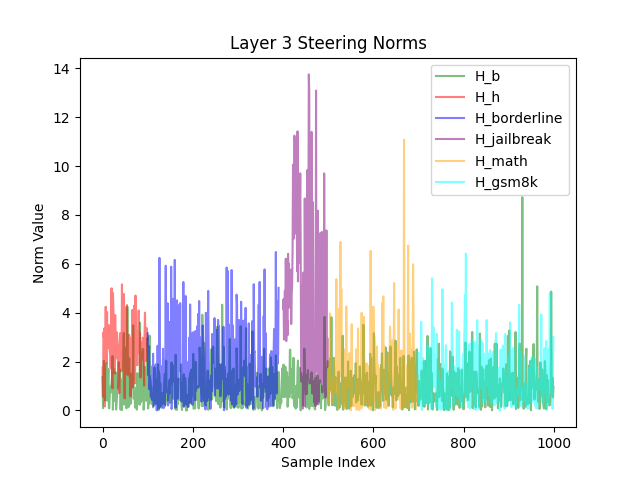 Layer 3 Steering Norms
Norm Value
14
12
10
8
6
4
2
0
H_b
H_h
H_borderline
H_jailbreak
H_math
H_gsm8k
0
200
400
600
800
1000
Sample Index